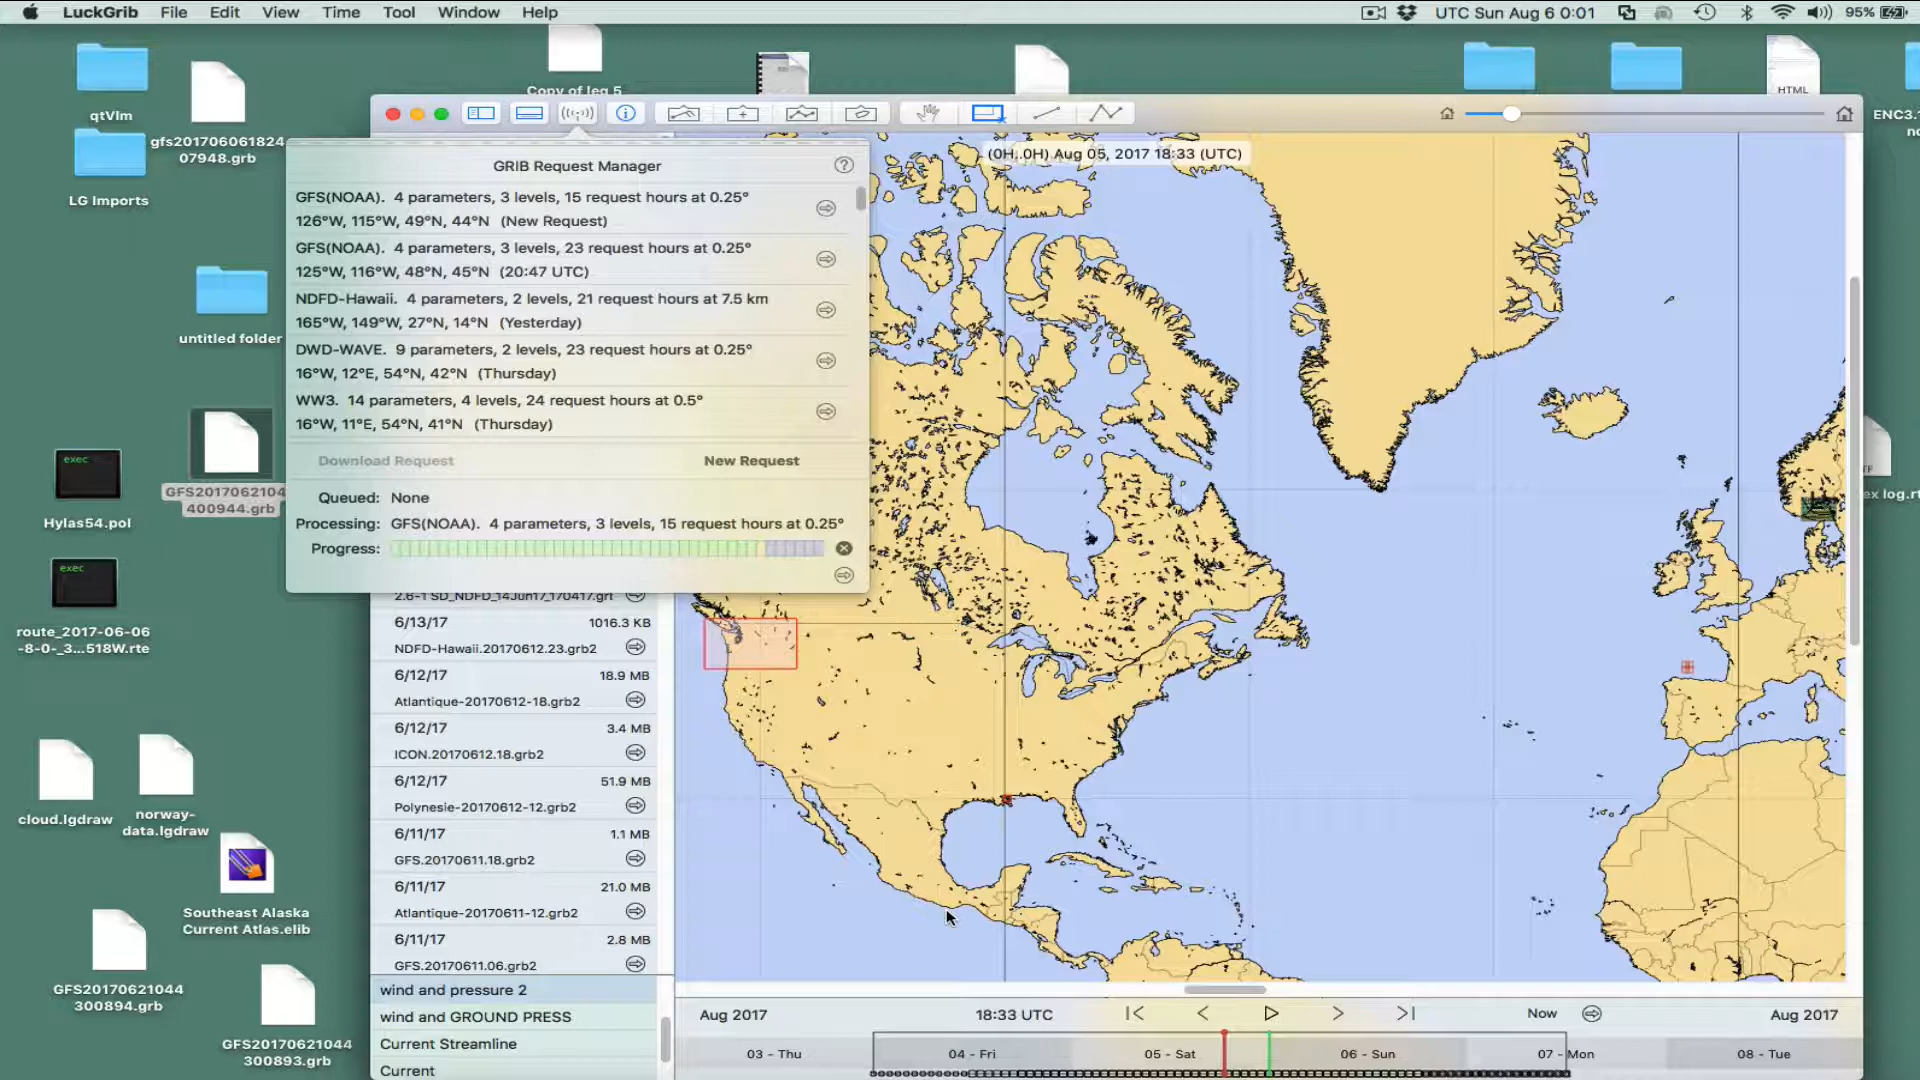 LuckGrib File Edit View Time Tool Window Help
UTC Sun Aug 6 0:01
95%
qtVlm
gfs201706061824
07948.grb
LG Imports
untitled folder
GFS2017062104
400944.grb
exec
Hylas54.pol
exec
route_2017-06-06
-8-0-_3...518W.rte
cloud.lgdraw
norway-
data.lgdraw
Southeast Alaska
Current Atlas.elib
GFS20170621044
300894.grb
GFS20170621044
300893.grb
Copy of leg 5
HTML
ex log.r
GRIB Request Manager
?
GFS(NOAA). 4 parameters, 3 levels, 15 request hours at 0.25°
126°W, 115°W, 49°N, 44°N (New Request)
GFS(NOAA). 4 parameters, 3 levels, 23 request hours at 0.25°
125°W, 116°W, 48°N, 45°N (20:47 UTC)
NDFD-Hawaii. 4 parameters, 2 levels, 21 request hours at 7.5 km
165°W, 149°W, 27°N, 14°N (Yesterday)
DWD-WAVE. 9 parameters, 2 levels, 23 request hours at 0.25°
16°W, 12°E, 54°N, 42°N (Thursday)
WW3. 14 parameters, 4 levels, 24 request hours at 0.5°
16°W, 11°E, 54°N, 41°N (Thursday)
Download Request
New Request
Queued: None
Processing: GFS(NOAA). 4 parameters, 3 levels, 15 request hours at 0.25°
Progress:
2.6-1 SD_NDFD_14Jun17_170417.grt
6/13/17 1016.3 KB
NDFD-Hawaii.20170612.23.grb2
6/12/17 18.9 MB
Atlantique-20170612-18.grb2
6/12/17 3.4 MB
ICON.20170612.18.grb2
6/12/17 51.9 MB
Polynesie-20170612-12.grb2
6/11/17 1.1 MB
GFS.20170611.18.grb2
6/11/17 21.0 MB
Atlantique-20170611-12.grb2
6/11/17 2.8 MB
GFS.20170611.06.grb2
wind and pressure 2
wind and GROUND PRESS
Current Streamline
Current
(0H..0H) Aug 05, 2017 18:33 (UTC)
Aug 2017
18:33 UTC
Now
Aug 2017
03 - Thu
04 - Fri
05 - Sat
06 - Sun
07 - Mon
08 - Tue